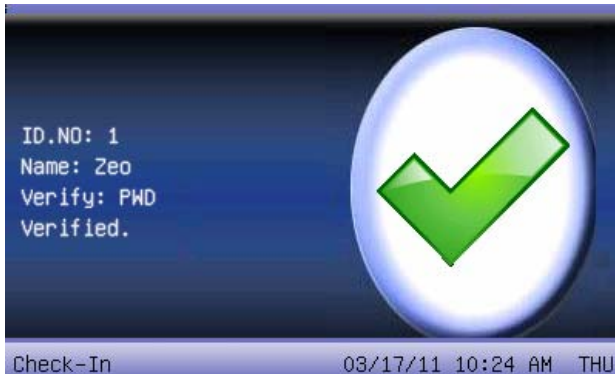 ID.NO: 1
Name: Zeo
Verify: PWD
Verified.
Check-In 03/17/11 10:24 AM THU